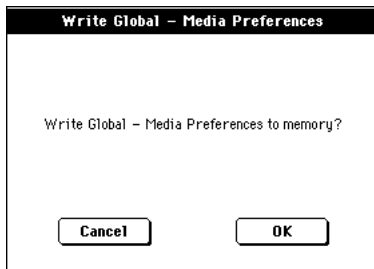 Write Global – Media Preferences
Write Global – Media Preferences to memory?
Cancel
OK